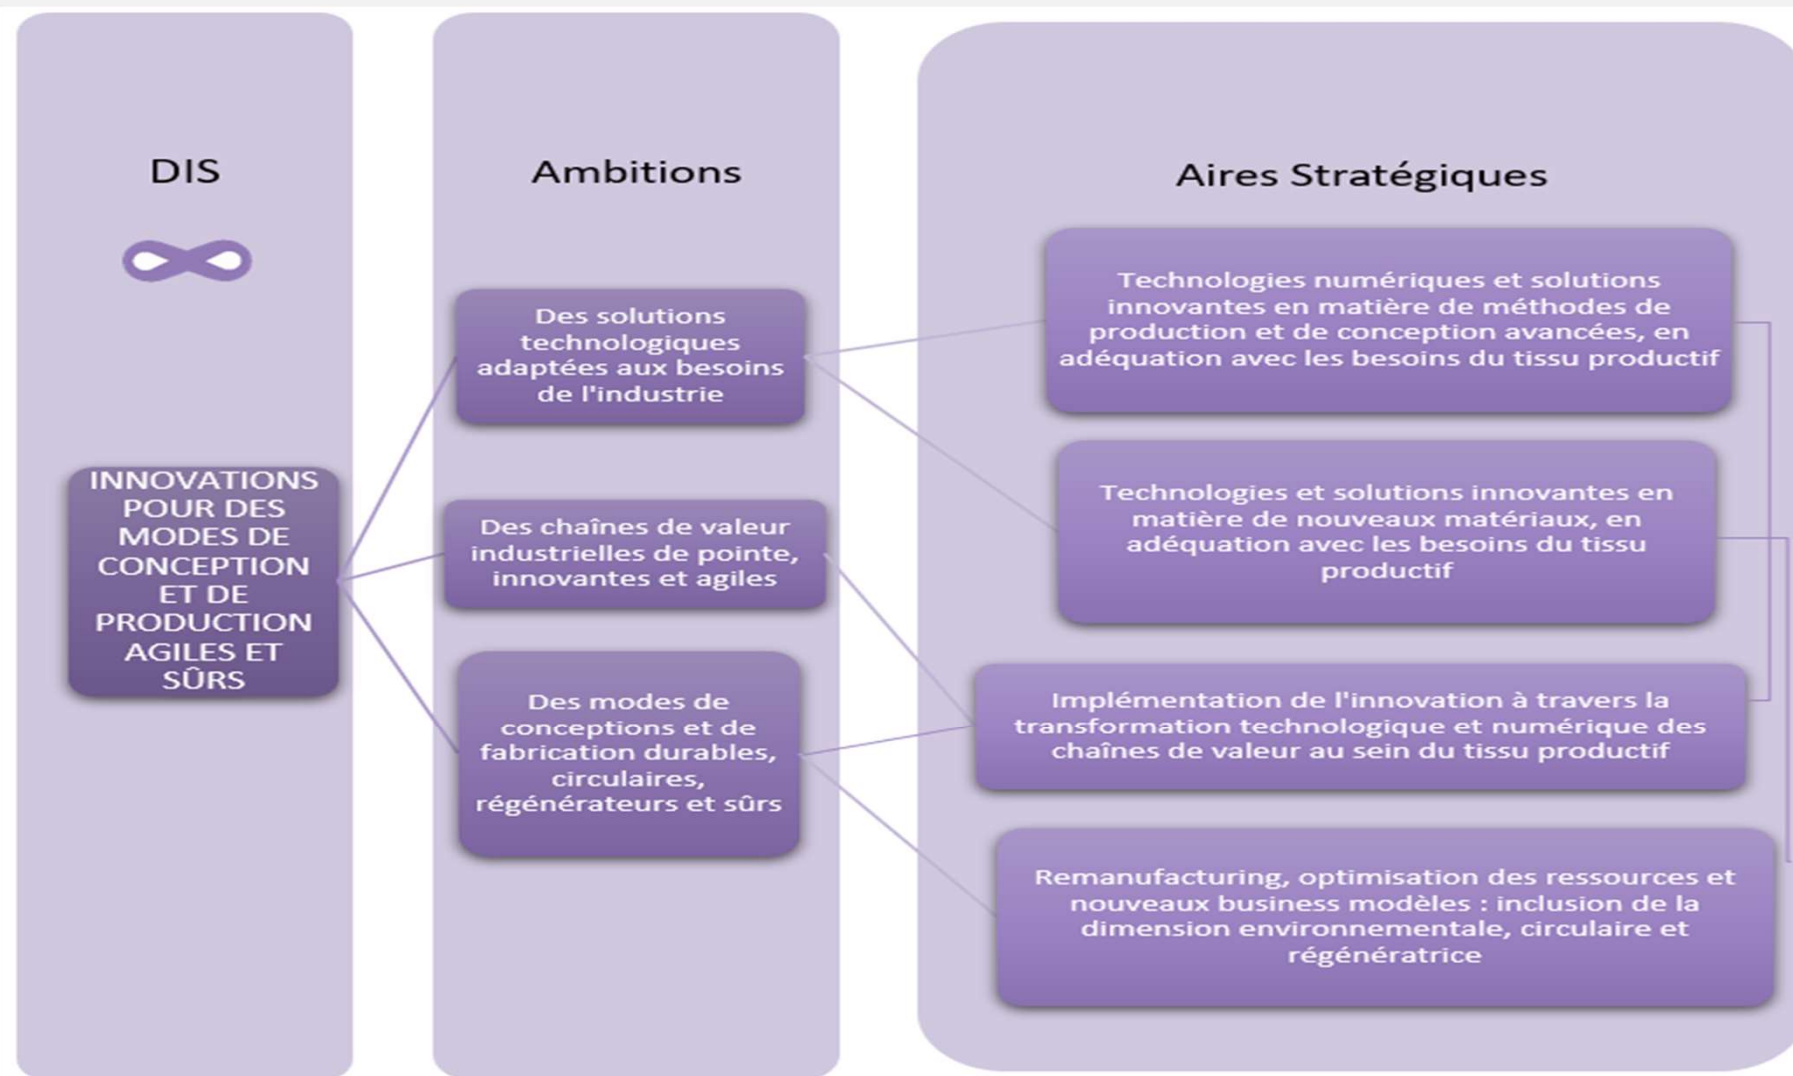 DIS
INNOVATIONS
POUR DES
MODES DE
CONCEPTION
ET DE
PRODUCTION
AGILES ET
SÛRS
Ambitions
Des solutions
technologiques
adaptées aux besoins
de l'industrie
Des chaînes de valeur
industrielles de pointe,
innovantes et agiles
Des modes de
conceptions et de
fabrication durables,
circulaires,
régénérateurs et sûrs
Aires Stratégiques
Technologies numériques et solutions
innovantes en matière de méthodes de
production et de conception avancées, en
adéquation avec les besoins du tissu productif
Technologies et solutions innovantes en
matière de nouveaux matériaux, en
adéquation avec les besoins du tissu
productif
Implémentation de l'innovation à travers la
transformation technologique et numérique des
chaînes de valeur au sein du tissu productif
Remanufacturing, optimisation des ressources et
nouveaux business modèles : inclusion de la
dimension environnementale, circulaire et
régénératrice